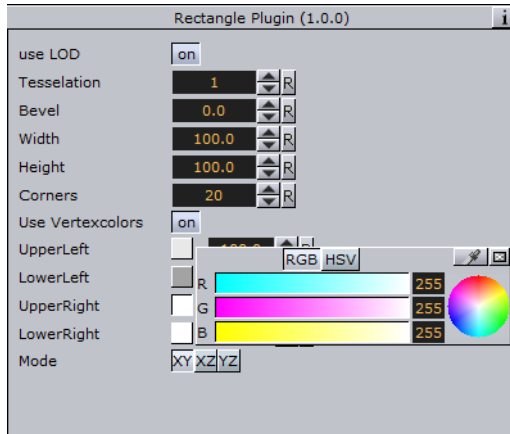 Rectangle Plugin (1.0.0) i
use LOD on
Tesselation 1 R
Bevel 0.0 R
Width 100.0 R
Height 100.0 R
Corners 20 R
Use Vertexcolors on
UpperLeft
RGB HSV
LowerLeft
R 255
UpperRight
G 255
LowerRight
B 255
Mode XY XZ YZ